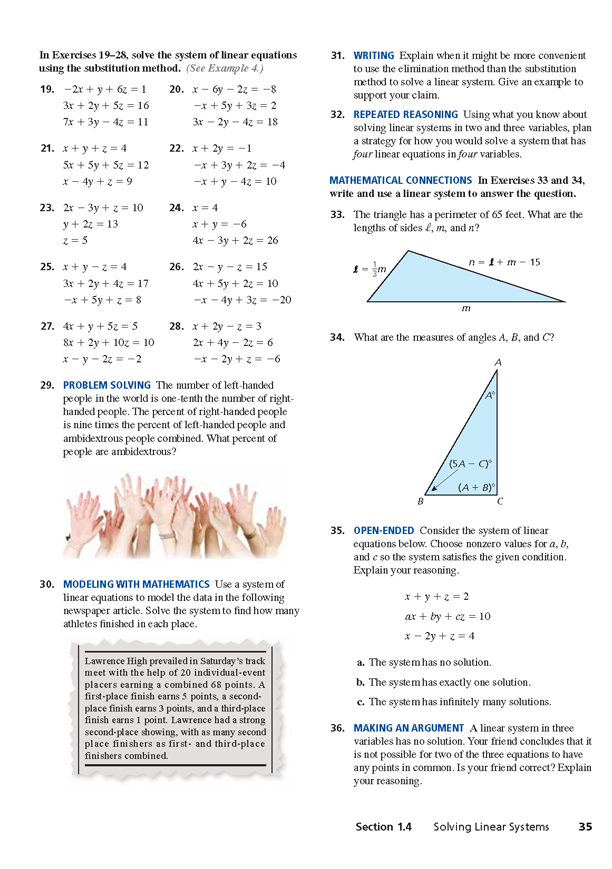 In Exercises 19–28, solve the system of linear equations
using the substitution method. (See Example 4.)
19. −2x + y + 6z = 1
3x + 2y + 5z = 16
7x + 3y − 4z = 11
20. x − 6y − 2z = −8
−x + 5y + 3z = 2
3x − 2y − 4z = 18
21. x + y + z = 4
5x + 5y + 5z = 12
x − 4y + z = 9
22. x + 2y = −1
−x + 3y + 2z = −4
−x + y − 4z = 10
23. 2x − 3y + z = 10
y + 2z = 13
z = 5
24. x = 4
x + y = −6
4x − 3y + 2z = 26
25. x + y − z = 4
3x + 2y + 4z = 17
−x + 5y + z = 8
26. 2x − y − z = 15
4x + 5y + 2z = 10
−x − 4y + 3z = −20
27. 4x + y + 5z = 5
8x + 2y + 10z = 10
x − y − 2z = −2
28. x + 2y − z = 3
2x + 4y − 2z = 6
−x − 2y + z = −6
29. PROBLEM SOLVING The number of left-handed
people in the world is one-tenth the number of right-
handed people. The percent of right-handed people
is nine times the percent of left-handed people and
ambidextrous people combined. What percent of
people are ambidextrous?
30. MODELING WITH MATHEMATICS Use a system of
linear equations to model the data in the following
newspaper article. Solve the system to find how many
athletes finished in each place.
Lawrence High prevailed in Saturday's track
meet with the help of 20 individual-event
placers earning a combined 68 points. A
first-place finish earns 5 points, a second-
place finish earns 3 points, and a third-place
finish earns 1 point. Lawrence had a strong
second-place showing, with as many second
place finishers as first- and third-place
finishers combined.
31. WRITING Explain when it might be more convenient
to use the elimination method than the substitution
method to solve a linear system. Give an example to
support your claim.
32. REPEATED REASONING Using what you know about
solving linear systems in two and three variables, plan
a strategy for how you would solve a system that has
four linear equations in four variables.
MATHEMATICAL CONNECTIONS In Exercises 33 and 34,
write and use a linear system to answer the question.
33. The triangle has a perimeter of 65 feet. What are the
lengths of sides ℓ, m, and n?
ℓ = 1/3 m
n = ℓ + m − 15
m
34. What are the measures of angles A, B, and C?
A
A°
(5A − C)°
(A + B)°
B
C
35. OPEN-ENDED Consider the system of linear
equations below. Choose nonzero values for a, b,
and c so the system satisfies the given condition.
Explain your reasoning.
x + y + z = 2
ax + by + cz = 10
x − 2y + z = 4
a. The system has no solution.
b. The system has exactly one solution.
c. The system has infinitely many solutions.
36. MAKING AN ARGUMENT A linear system in three
variables has no solution. Your friend concludes that it
is not possible for two of the three equations to have
any points in common. Is your friend correct? Explain
your reasoning.
Section 1.4 Solving Linear Systems 35